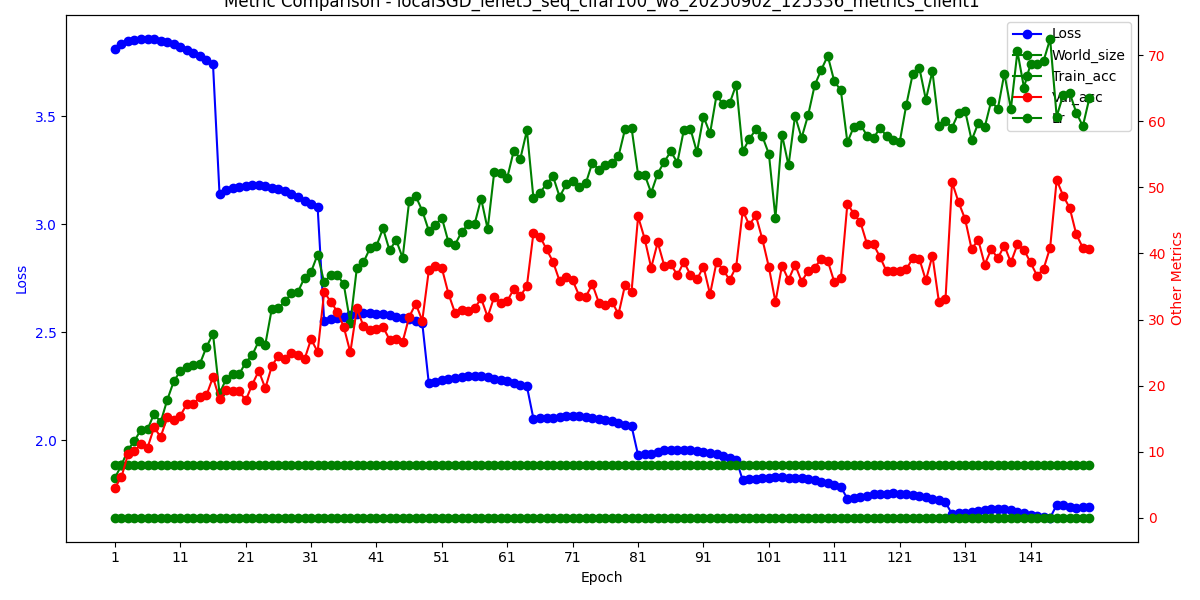 Metric Comparison - localSGD_lenet5_seq_cifar100_w8_20250902_125336_metrics_client1
Loss
World_size
Train_acc
Val_acc
3.5
3.0
2.5
2.0
70
60
50
40
30
20
10
0
Loss
Other Metrics
1 11 21 31 41 51 61 71 81 91 101 111 121 131 141
Epoch